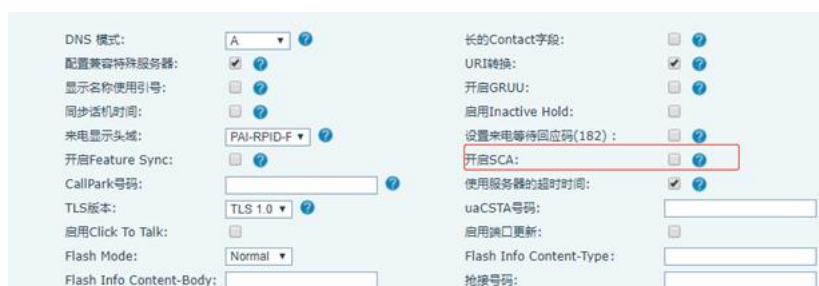 DNS 模式: A 长的Contact字段:
配置兼容特殊服务器: URI转换:
显示名称使用引号: 开启GRUU:
同步话机时间: 启用Inactive Hold:
来电显示头域: PAI-RPID-F 设置来电等待回应码(182) :
开启Feature Sync: 开启SCA:
CallPark号码: 使用服务器的超时时间:
TLS版本: TLS 1.0 uaCSTA号码:
启用Click To Talk: 启用端口更新:
Flash Mode: Normal Flash Info Content-Type:
Flash Info Content-Body: 抢接号码: